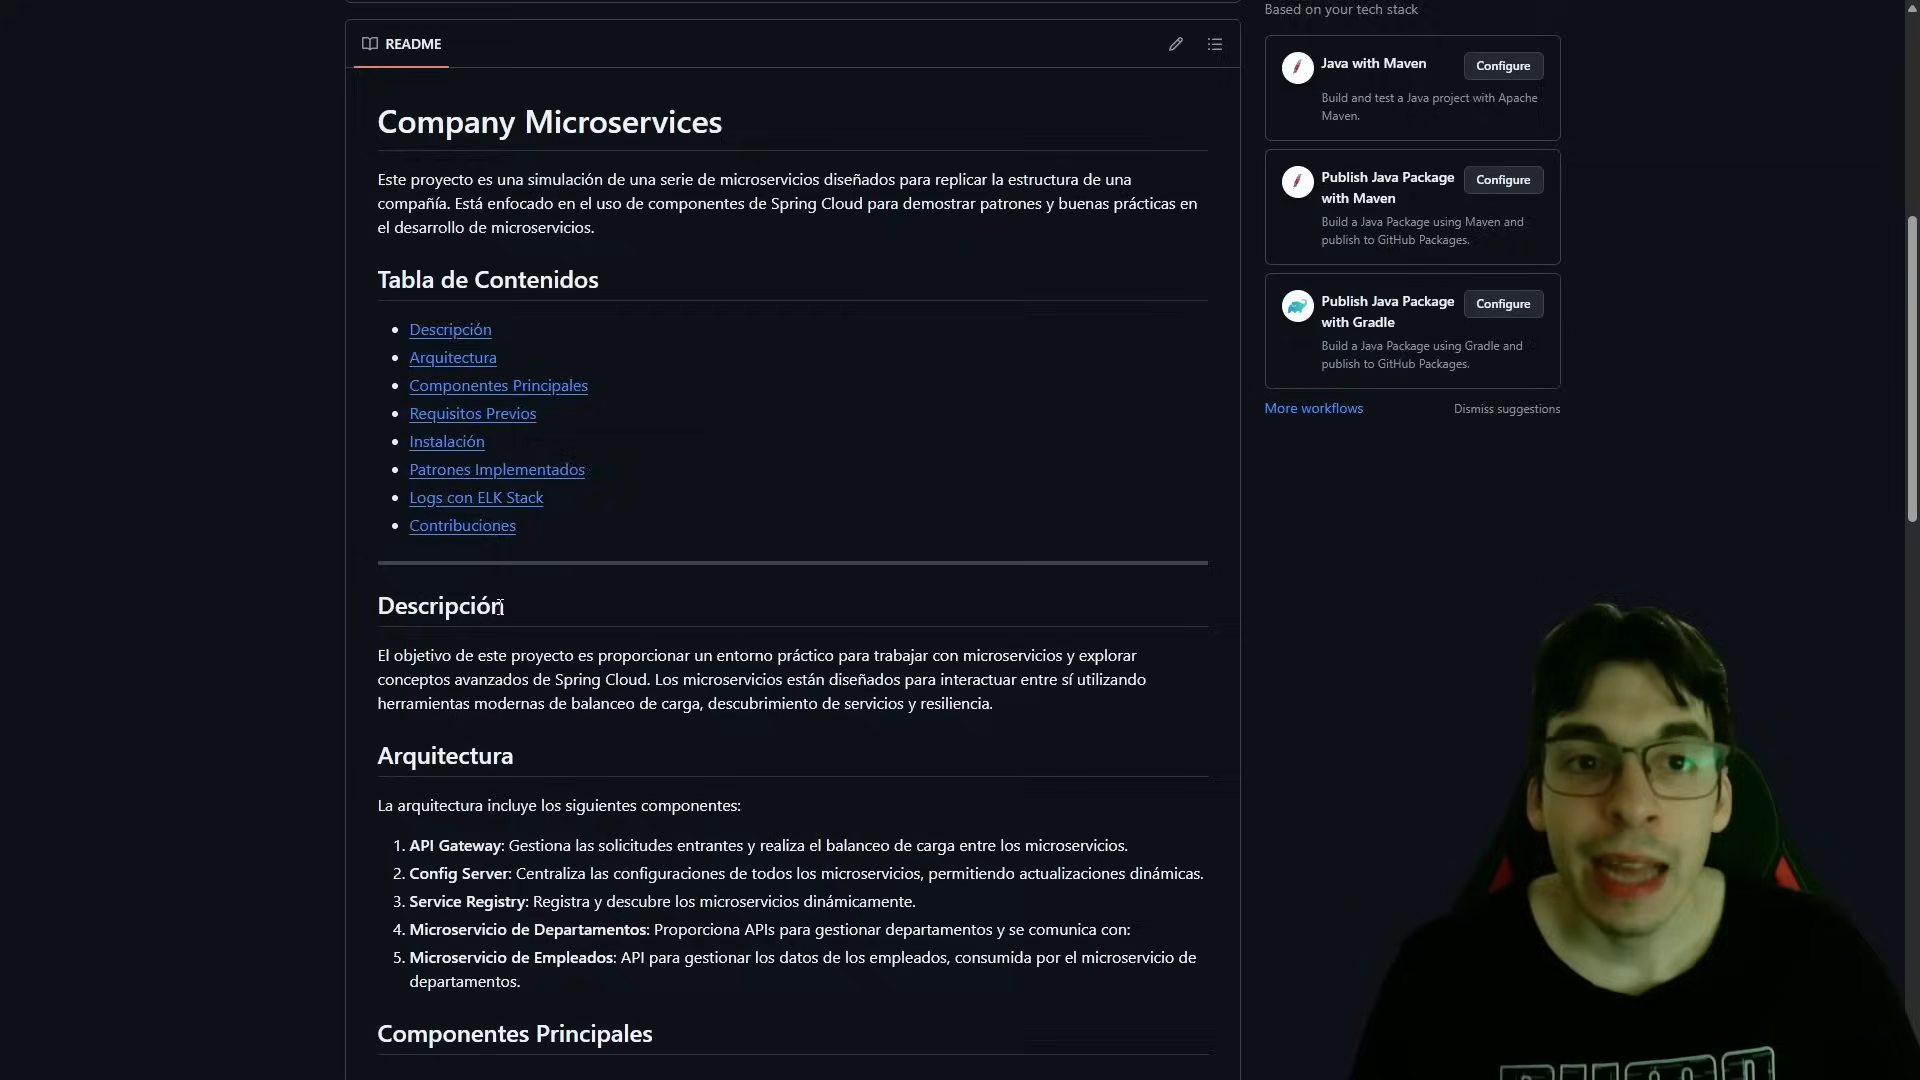 Based on your tech stack
README
Java with Maven
Configure
Build and test a Java project with Apache
Maven.
Publish Java Package
with Maven
Configure
Build a Java Package using Maven and
publish to GitHub Packages.
Publish Java Package
with Gradle
Configure
Build a Java Package using Gradle and
publish to GitHub Packages.
More workflows
Dismiss suggestions
Company Microservices
Este proyecto es una simulación de una serie de microservicios diseñados para replicar la estructura de una
compañía. Está enfocado en el uso de componentes de Spring Cloud para demostrar patrones y buenas prácticas en
el desarrollo de microservicios.
Tabla de Contenidos
Descripción
Arquitectura
Componentes Principales
Requisitos Previos
Instalación
Patrones Implementados
Logs con ELK Stack
Contribuciones
Descripción
El objetivo de este proyecto es proporcionar un entorno práctico para trabajar con microservicios y explorar
conceptos avanzados de Spring Cloud. Los microservicios están diseñados para interactuar entre sí utilizando
herramientas modernas de balanceo de carga, descubrimiento de servicios y resiliencia.
Arquitectura
La arquitectura incluye los siguientes componentes:
1. API Gateway: Gestiona las solicitudes entrantes y realiza el balanceo de carga entre los microservicios.
2. Config Server: Centraliza las configuraciones de todos los microservicios, permitiendo actualizaciones dinámicas.
3. Service Registry: Registra y descubre los microservicios dinámicamente.
4. Microservicio de Departamentos: Proporciona APIs para gestionar departamentos y se comunica con:
5. Microservicio de Empleados: API para gestionar los datos de los empleados, consumida por el microservicio de
departamentos.
Componentes Principales